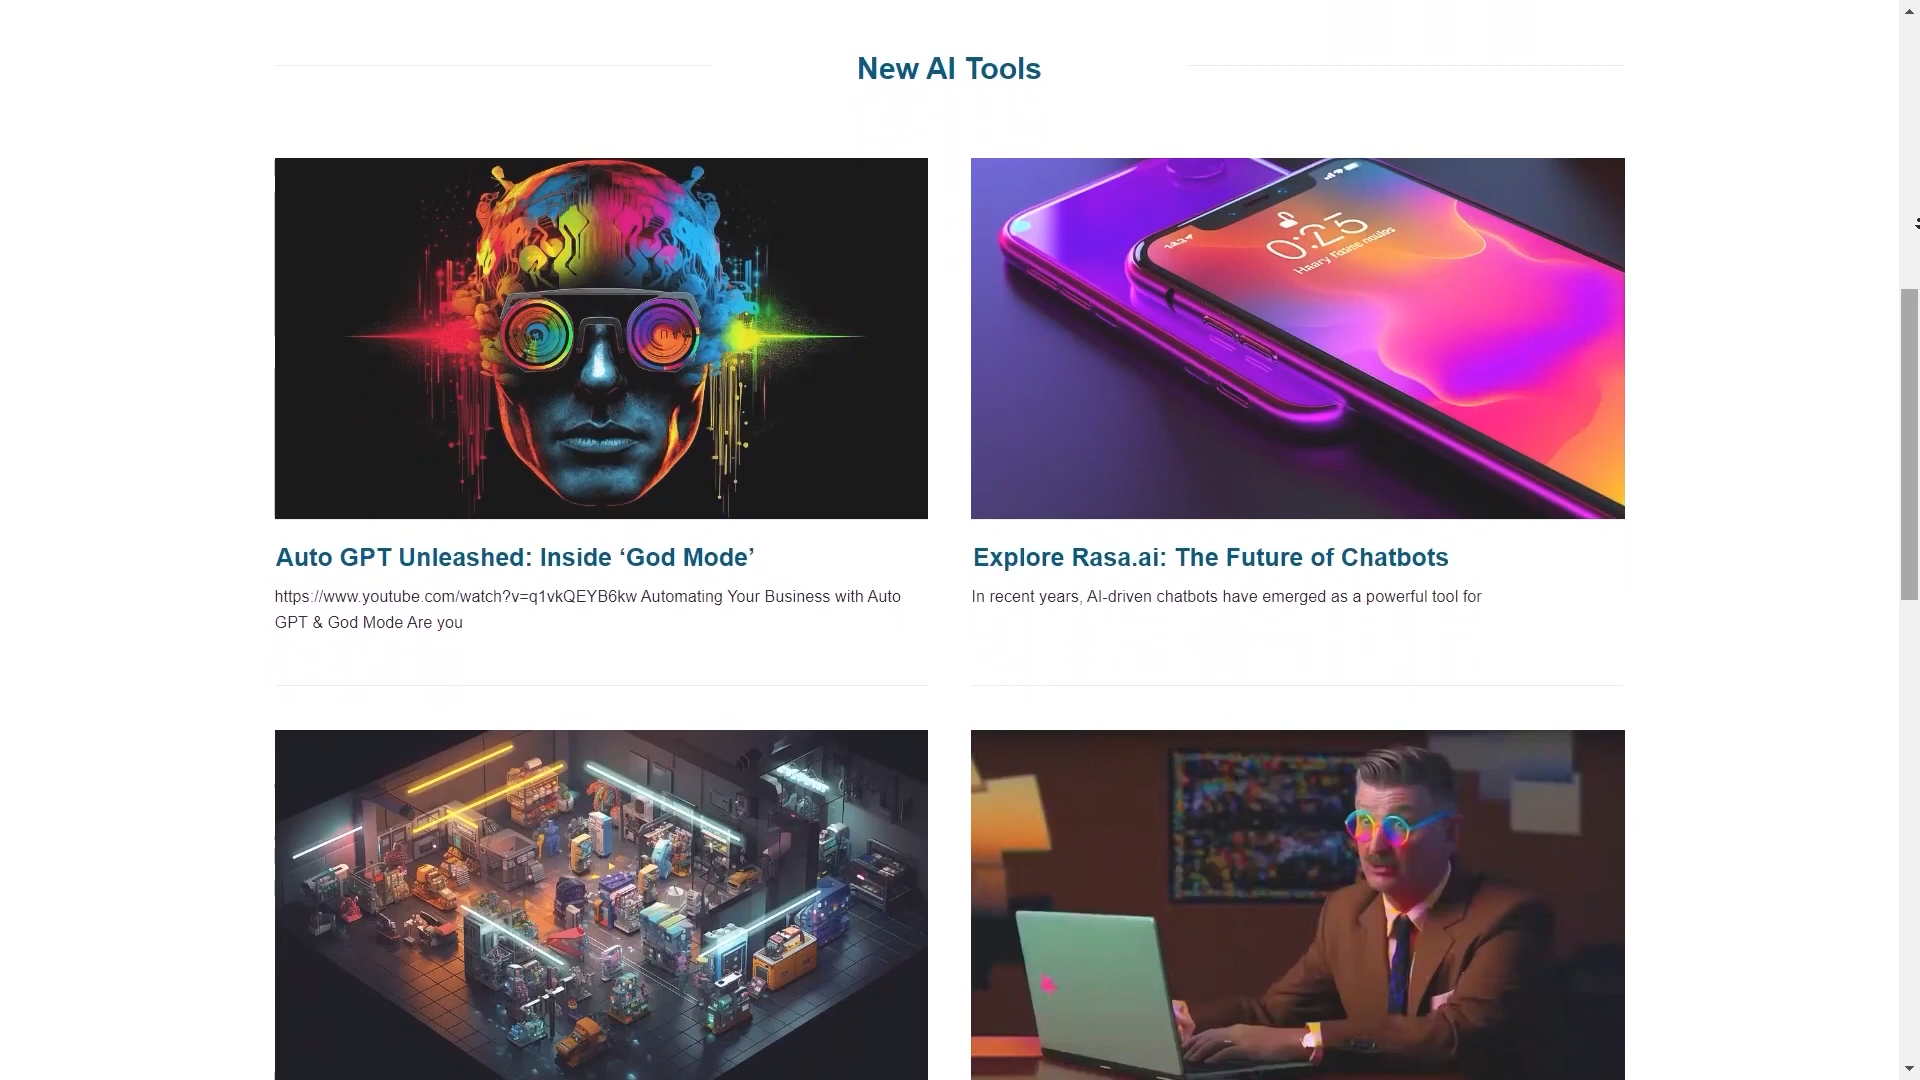 New AI Tools
0:25
Auto GPT Unleashed: Inside ‘God Mode’
https://www.youtube.com/watch?v=q1vkQEYB6kw Automating Your Business with Auto
GPT & God Mode Are you
Explore Rasa.ai: The Future of Chatbots
In recent years, AI-driven chatbots have emerged as a powerful tool for